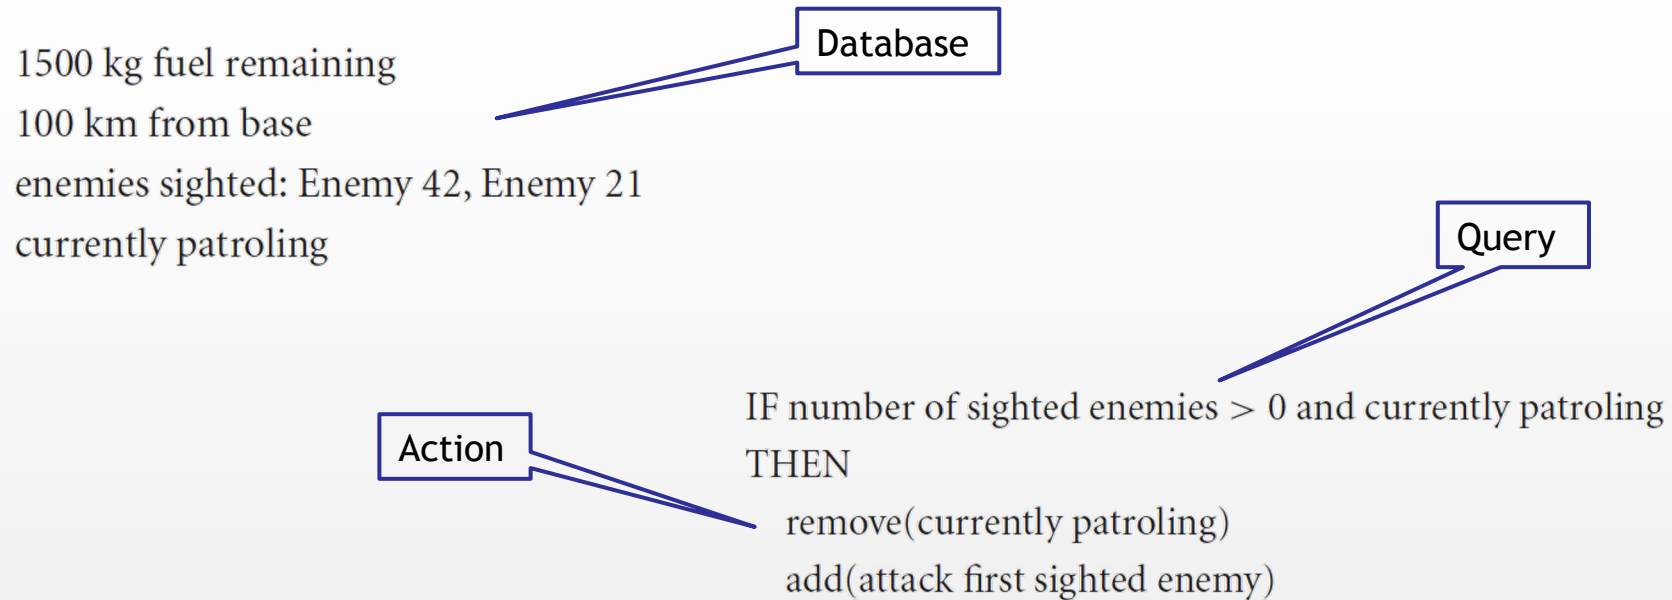 Database
1500 kg fuel remaining
100 km from base
enemies sighted: Enemy 42, Enemy 21
currently patroling
Query
IF number of sighted enemies > 0 and currently patroling
Action
THEN
remove(currently patroling)
add(attack first sighted enemy)